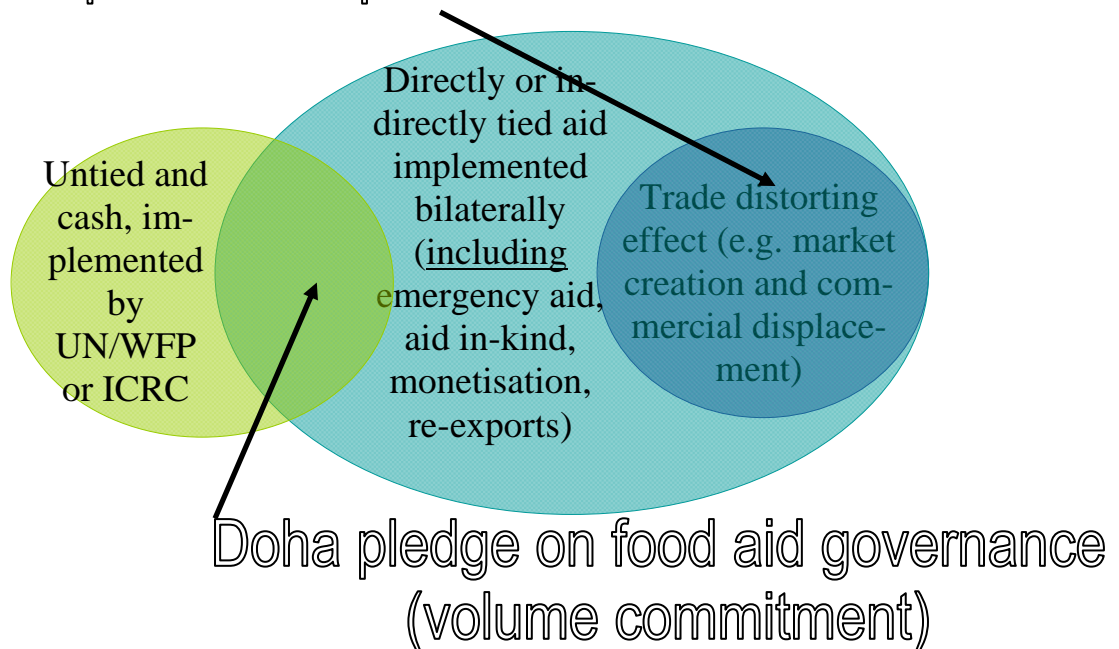 Untied and
cash, im-
plemented
by
UN/WFP
or ICRC
Directly or in-
directly tied aid
implemented
bilaterally
(including
emergency aid,
aid in-kind,
monetisation,
re-exports)
Trade distorting
effect (e.g. market
creation and com-
mercial displace-
ment)
Doha pledge on food aid governance
(volume commitment)